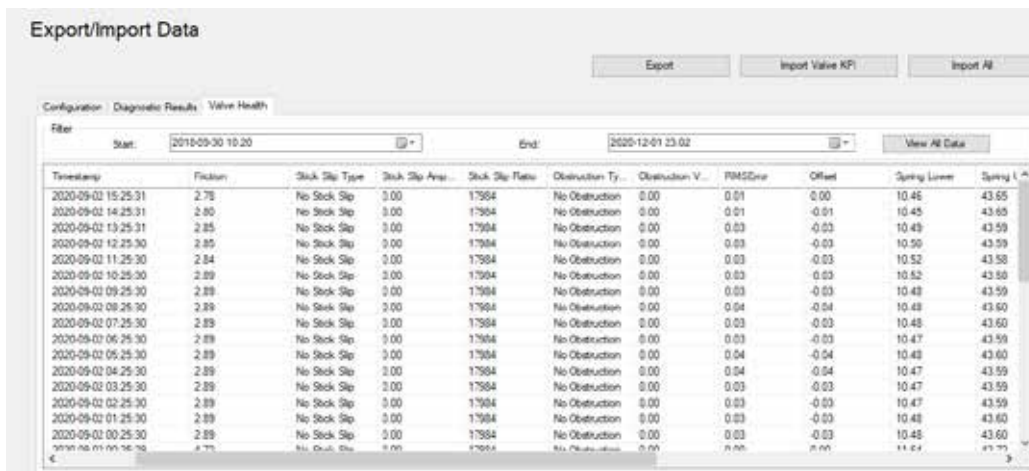 Export/Import Data
Export Import Valve KPI Import All
Configuration Diagnostic Results Valve Health
Filter
Start: 2018-09-30 10:20 End: 2020-12-01 23:02 View All Data
Timestamp Friction Stick Slip Type Stick Slip Amp... Stick Slip Ratio Obstruction Ty... Obstruction V... RMSError Offset Spring Lower Spring
2020-09-02 15:25:31 2.78 No Stick Slip 0.00 17984 No Obstruction 0.00 0.01 0.00 10.46 43.65
2020-09-02 14:25:31 2.80 No Stick Slip 0.00 17984 No Obstruction 0.00 0.01 -0.01 10.45 43.65
2020-09-02 13:25:31 2.85 No Stick Slip 0.00 17984 No Obstruction 0.00 0.03 -0.03 10.49 43.59
2020-09-02 12:25:30 2.85 No Stick Slip 0.00 17984 No Obstruction 0.00 0.03 -0.03 10.50 43.59
2020-09-02 11:25:30 2.84 No Stick Slip 0.00 17984 No Obstruction 0.00 0.03 -0.03 10.52 43.58
2020-09-02 10:25:30 2.89 No Stick Slip 0.00 17984 No Obstruction 0.00 0.03 0.03 10.52 43.58
2020-09-02 09:25:30 2.89 No Stick Slip 0.00 17984 No Obstruction 0.00 0.03 -0.03 10.48 43.59
2020-09-02 08:25:30 2.89 No Stick Slip 0.00 17984 No Obstruction 0.00 0.04 -0.04 10.48 43.60
2020-09-02 07:25:30 2.89 No Stick Slip 0.00 17984 No Obstruction 0.00 0.03 -0.03 10.48 43.60
2020-09-02 06:25:30 2.89 No Stick Slip 0.00 17984 No Obstruction 0.00 0.03 -0.03 10.47 43.59
2020-09-02 05:25:30 2.89 No Stick Slip 0.00 17984 No Obstruction 0.00 0.04 -0.04 10.48 43.60
2020-09-02 04:25:30 2.89 No Stick Slip 0.00 17984 No Obstruction 0.00 0.04 -0.04 10.47 43.59
2020-09-02 03:25:30 2.89 No Stick Slip 0.00 17984 No Obstruction 0.00 0.03 -0.03 10.47 43.59
2020-09-02 02:25:30 2.89 No Stick Slip 0.00 17984 No Obstruction 0.00 0.03 -0.03 10.47 43.59
2020-09-02 01:25:30 2.89 No Stick Slip 0.00 17984 No Obstruction 0.00 0.03 -0.03 10.48 43.60
2020-09-02 00:25:30 2.89 No Stick Slip 0.00 17984 No Obstruction 0.00 0.03 -0.03 10.48 43.60